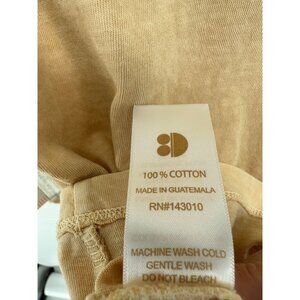 100% COTTON
MADE IN GUATEMALA
RN#143010
MACHINE WASH COLD
GENTLE WASH
DO NOT BLEACH